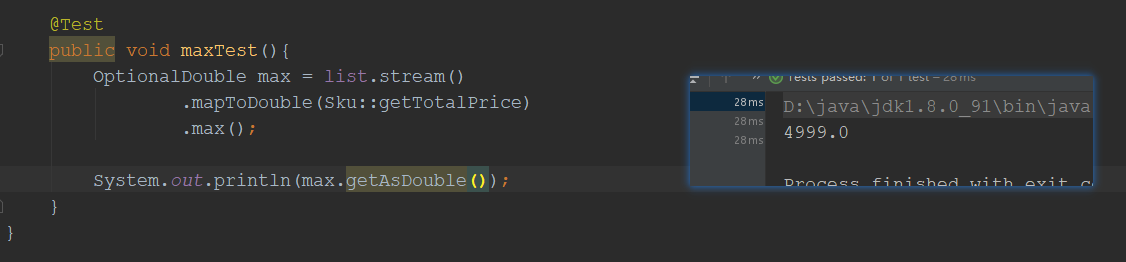 @Test
public void maxTest(){
OptionalDouble max = list.stream()
.mapToDouble(Sku::getTotalPrice)
.max();
System.out.println(max.getAsDouble());
}
}
» Tests passed: 1 of 1 test – 28 ms
28 ms
28 ms
28 ms
D:\java\jdk1.8.0_91\bin\java
4999.0
Process finished with exit